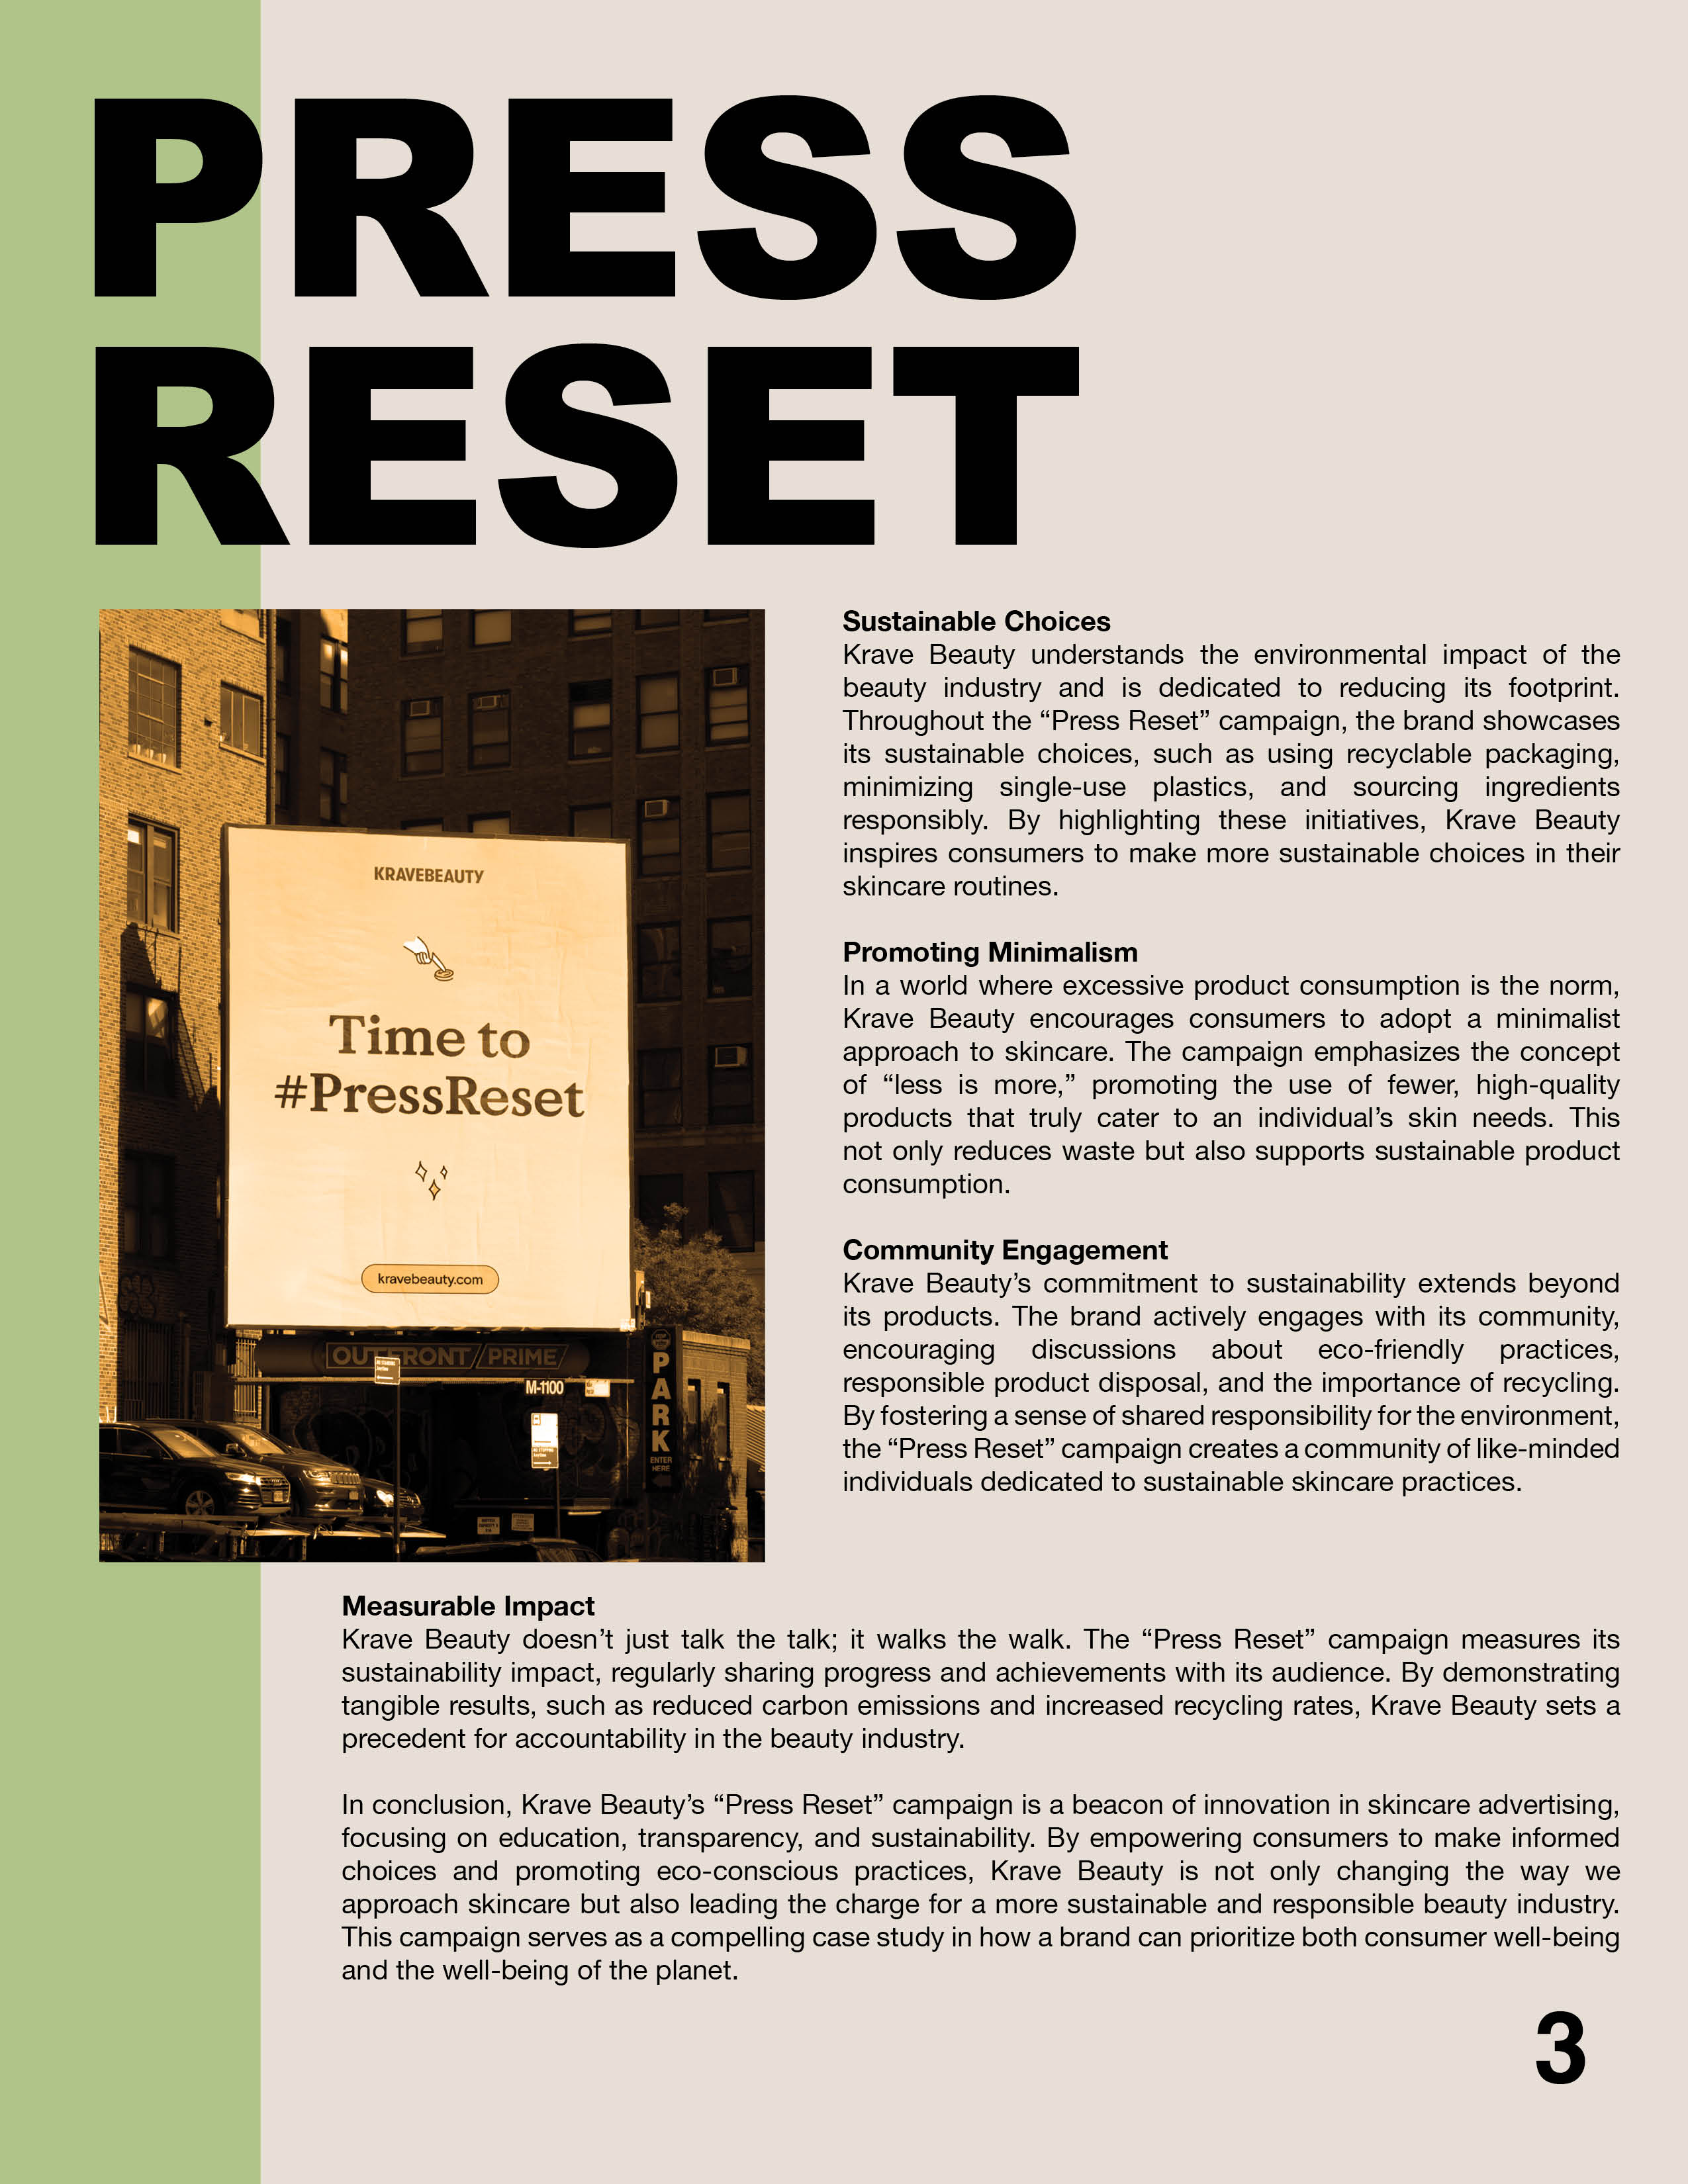 PRESS
RESET
KRAVEBEAUTY
Time to
#PressReset
kravebeauty.com
OUTFRONT/PRIME
M-1100
PARK
ENTER
HERE
Sustainable Choices
Krave Beauty understands the environmental impact of the
beauty industry and is dedicated to reducing its footprint.
Throughout the “Press Reset” campaign, the brand showcases
its sustainable choices, such as using recyclable packaging,
minimizing single-use plastics, and sourcing ingredients
responsibly. By highlighting these initiatives, Krave Beauty
inspires consumers to make more sustainable choices in their
skincare routines.
Promoting Minimalism
In a world where excessive product consumption is the norm,
Krave Beauty encourages consumers to adopt a minimalist
approach to skincare. The campaign emphasizes the concept
of “less is more,” promoting the use of fewer, high-quality
products that truly cater to an individual’s skin needs. This
not only reduces waste but also supports sustainable product
consumption.
Community Engagement
Krave Beauty’s commitment to sustainability extends beyond
its products. The brand actively engages with its community,
encouraging discussions about eco-friendly practices,
responsible product disposal, and the importance of recycling.
By fostering a sense of shared responsibility for the environment,
the “Press Reset” campaign creates a community of like-minded
individuals dedicated to sustainable skincare practices.
Measurable Impact
Krave Beauty doesn’t just talk the talk; it walks the walk. The “Press Reset” campaign measures its
sustainability impact, regularly sharing progress and achievements with its audience. By demonstrating
tangible results, such as reduced carbon emissions and increased recycling rates, Krave Beauty sets a
precedent for accountability in the beauty industry.
In conclusion, Krave Beauty’s “Press Reset” campaign is a beacon of innovation in skincare advertising,
focusing on education, transparency, and sustainability. By empowering consumers to make informed
choices and promoting eco-conscious practices, Krave Beauty is not only changing the way we
approach skincare but also leading the charge for a more sustainable and responsible beauty industry.
This campaign serves as a compelling case study in how a brand can prioritize both consumer well-being
and the well-being of the planet.
3